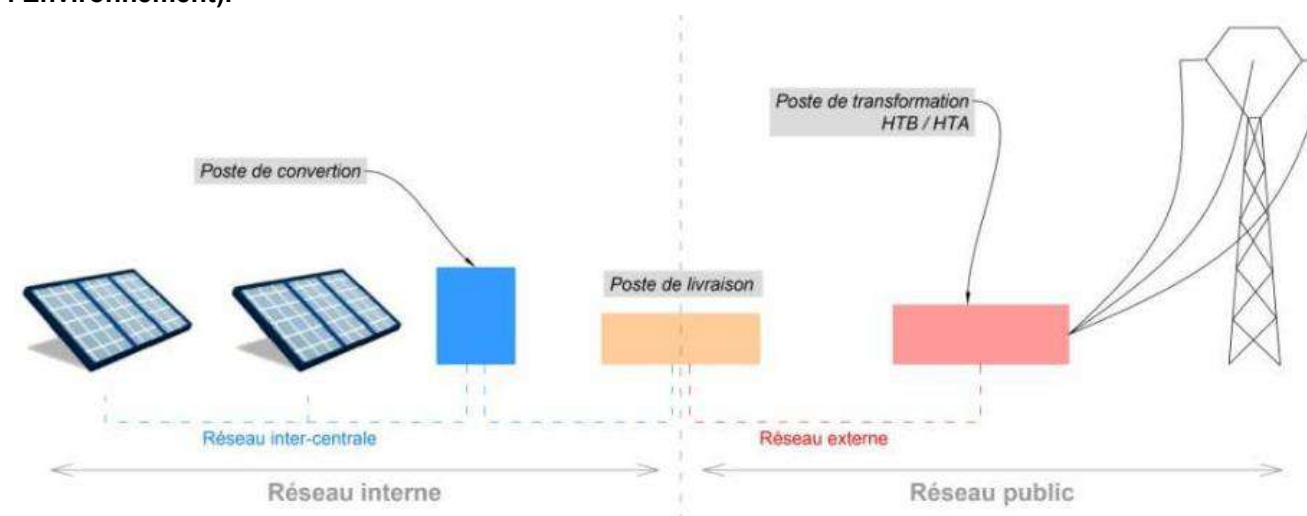 l'Environnement).
Poste de transformation
HTB / HTA
Poste de convertion
Poste de livraison
Réseau inter-centrale
Réseau externe
Réseau interne
Réseau public